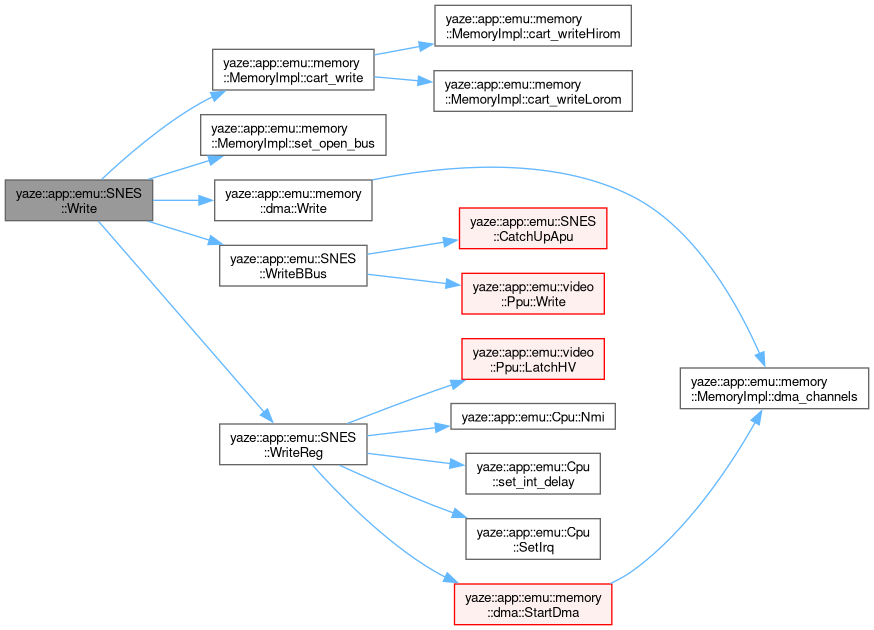 yaze::app::emu::SNES
::Write
yaze::app::emu::memory
::MemoryImpl::cart_write
yaze::app::emu::memory
::MemoryImpl::cart_writeHirom
yaze::app::emu::memory
::MemoryImpl::cart_writeLorom
yaze::app::emu::memory
::MemoryImpl::set_open_bus
yaze::app::emu::memory
::dma::Write
yaze::app::emu::SNES
::WriteBBus
yaze::app::emu::SNES
::CatchUpApu
yaze::app::emu::video
::Ppu::Write
yaze::app::emu::SNES
::WriteReg
yaze::app::emu::video
::Ppu::LatchHV
yaze::app::emu::Cpu::Nmi
yaze::app::emu::Cpu
::set_int_delay
yaze::app::emu::Cpu
::SetIrq
yaze::app::emu::memory
::dma::StartDma
yaze::app::emu::memory
::MemoryImpl::dma_channels